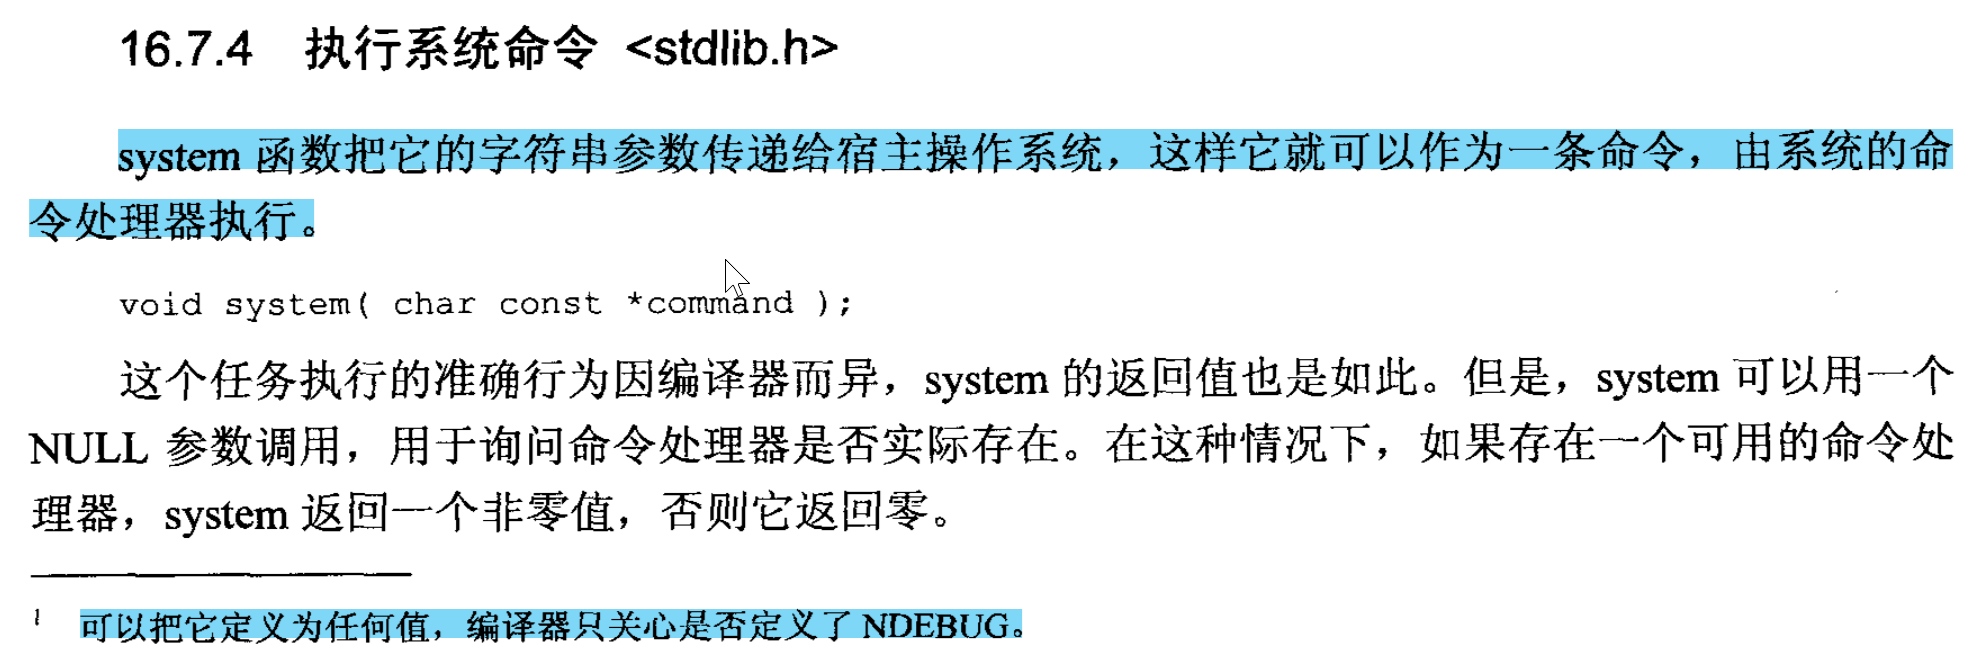 16.7.4 执行系统命令 <stdlib.h>
system 函数把它的字符串参数传递给宿主操作系统，这样它就可以作为一条命令，由系统的命
令处理器执行。
void system( char const *command );
这个任务执行的准确行为因编译器而异，system 的返回值也是如此。但是，system 可以用一个
NULL 参数调用，用于询问命令处理器是否实际存在。在这种情况下，如果存在一个可用的命令处
理器，system 返回一个非零值，否则它返回零。
1 可以把它定义为任何值，编译器只关心是否定义了 NDEBUG。